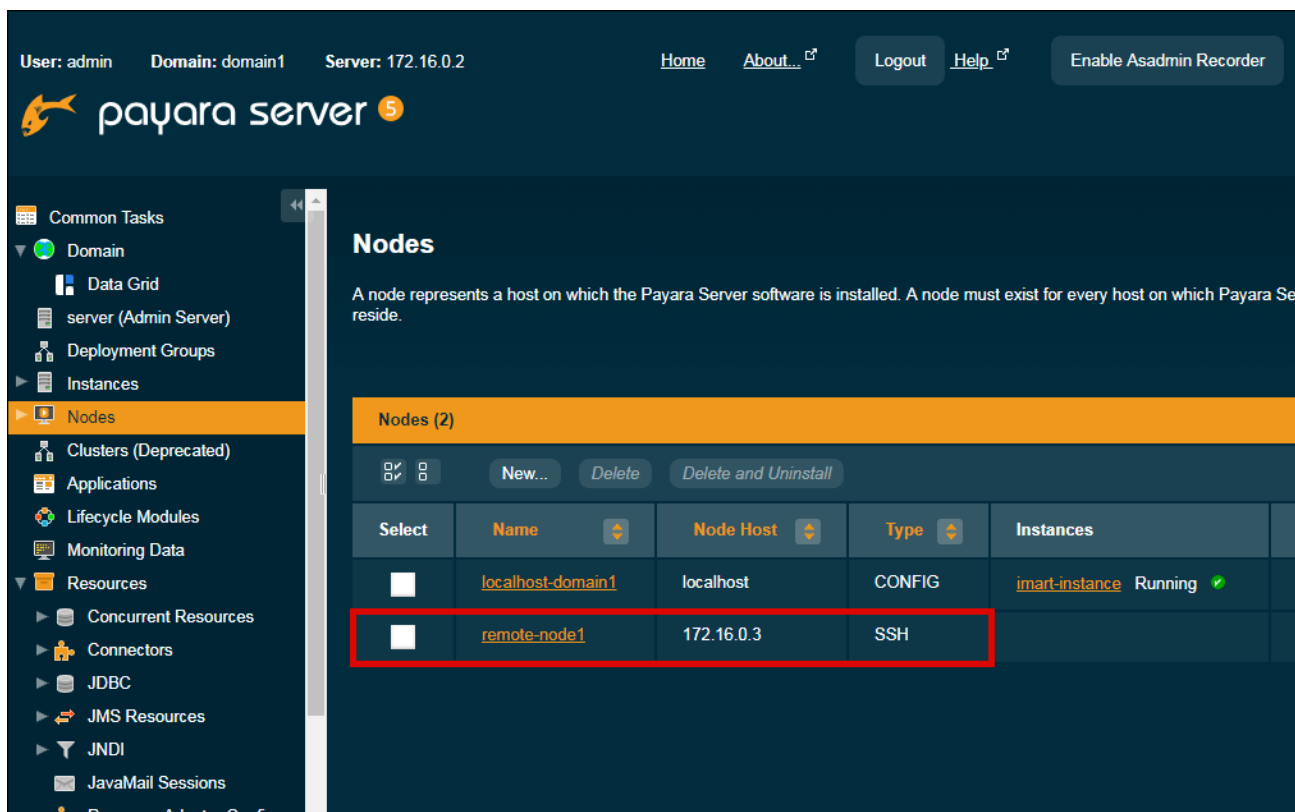 User: admin Domain: domain1 Server: 172.16.0.2 Home About... Logout Help Enable Asadmin Recorder
payara server 5
Common Tasks
Domain
Data Grid
server (Admin Server)
Deployment Groups
Instances
Nodes
Clusters (Deprecated)
Applications
Lifecycle Modules
Monitoring Data
Resources
Concurrent Resources
Connectors
JDBC
JMS Resources
JNDI
JavaMail Sessions
Nodes
A node represents a host on which the Payara Server software is installed. A node must exist for every host on which Payara Se
reside.
Nodes (2)
New... Delete Delete and Uninstall
Select Name Node Host Type Instances
localhost-domain1 localhost CONFIG imart-instance Running
remote-node1 172.16.0.3 SSH